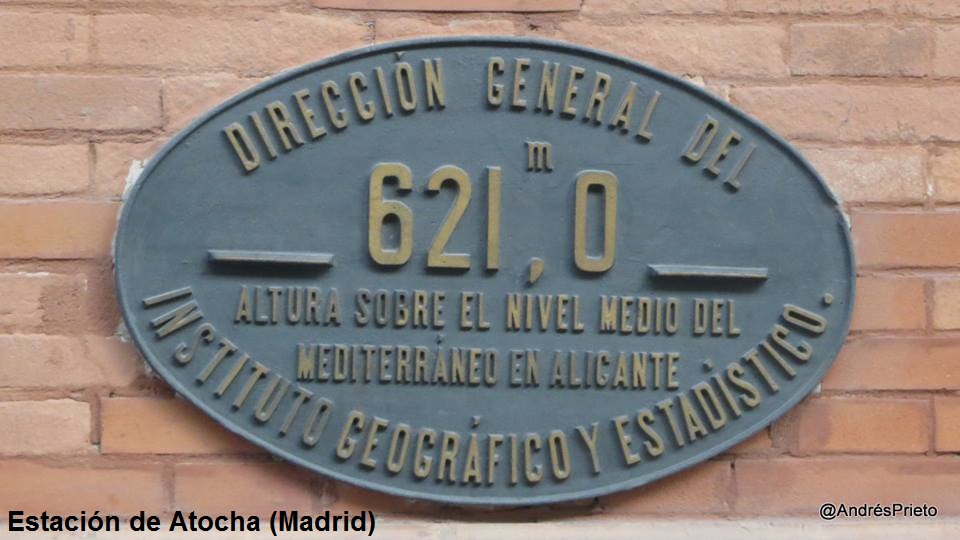 DIRECCIÓN GENERAL DEL
621,0 m
ALTURA SOBRE EL NIVEL MEDIO DEL
MEDITERRÁNEO EN ALICANTE
INSTITUTO GEOGRÁFICO Y ESTADÍSTICO.
Estación de Atocha (Madrid)
@AndrésPrieto